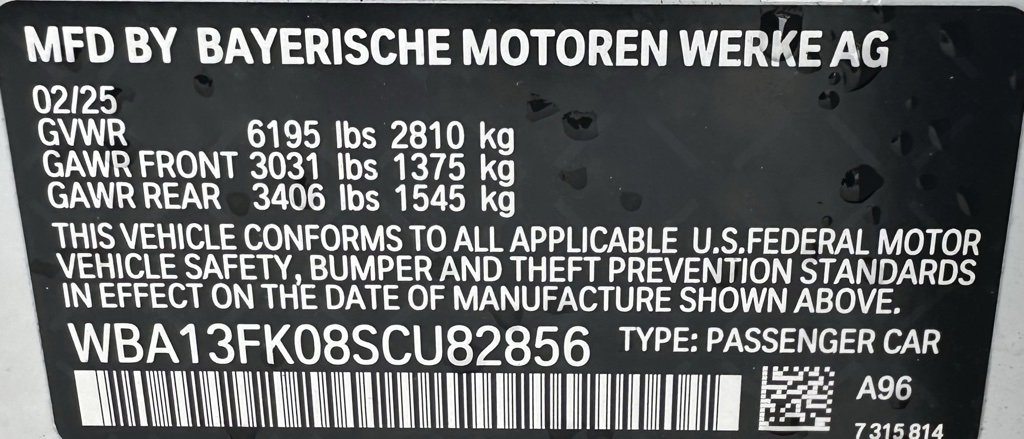 MFD BY BAYERISCHE MOTOREN WERKE AG
02/25
GVWR 6195 lbs 2810 kg
GAWR FRONT 3031 lbs 1375 kg
GAWR REAR 3406 lbs 1545 kg
THIS VEHICLE CONFORMS TO ALL APPLICABLE U.S.FEDERAL MOTOR
VEHICLE SAFETY, BUMPER AND THEFT PREVENTION STANDARDS
IN EFFECT ON THE DATE OF MANUFACTURE SHOWN ABOVE.
WBA13FK08SCU82856 TYPE: PASSENGER CAR
A96
7 315 814